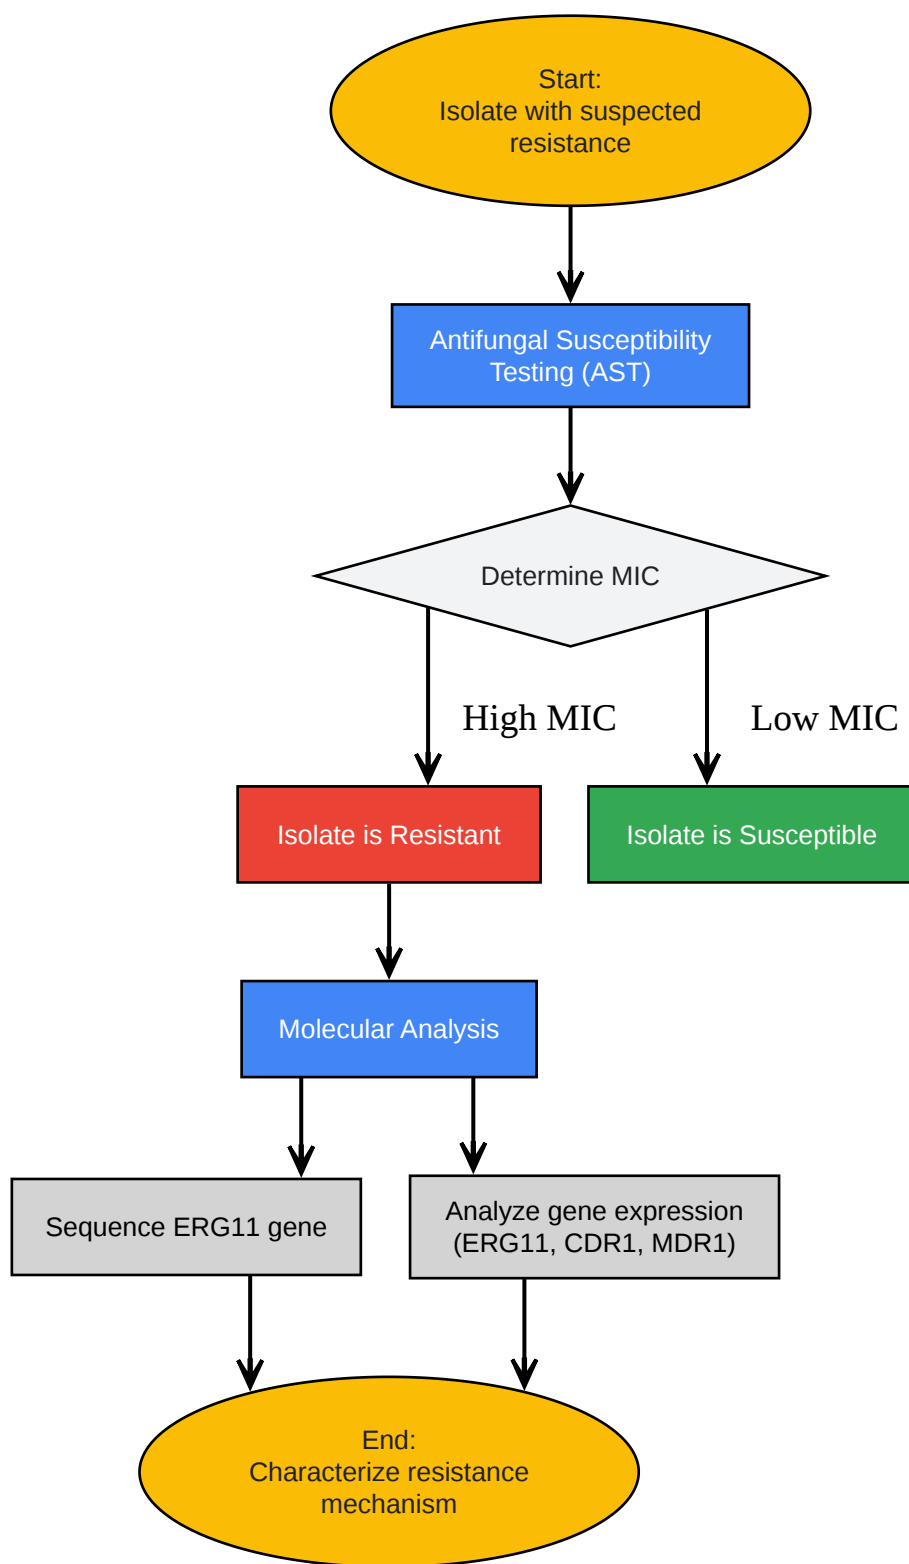 Start:
Isolate with suspected
resistance
Antifungal Susceptibility
Testing (AST)
Determine MIC
High MIC
Low MIC
Isolate is Resistant
Isolate is Susceptible
Molecular Analysis
Sequence ERG11 gene
Analyze gene expression
(ERG11, CDR1, MDR1)
End:
Characterize resistance
mechanism